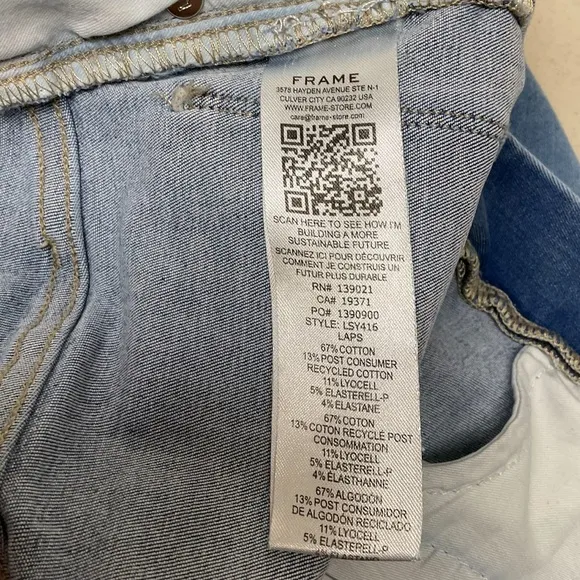 FRAME
3578 HAYDEN AVENUE STE N-1
CULVER CITY CA 90232 USA
WWW.FRAME-STORE.COM
care@frame-store.com
SCAN HERE TO SEE HOW I'M
BUILDING A MORE
SUSTAINABLE FUTURE
SCANNEZ ICI POUR DÉCOUVRIR
COMMENT JE CONSTRUIS UN
FUTUR PLUS DURABLE
RN# 139021
CA# 19371
PO# 1390900
STYLE: LSY416
LAPS
67% COTTON
13% POST CONSUMER
RECYCLED COTTON
11% LYOCELL
5% ELASTERELL-P
4% ELASTANE
67% COTON
13% COTON RECYCLÉ POST
CONSOMMATION
11% LYOCELL
5% ELASTERELL-P
4% ÉLASTHANNE
67% ALGODÓN
13% POST CONSUMIDOR
DE ALGODÓN RECICLADO
11% LYOCELL
5% ELASTERELL-P
4% ELASTANO